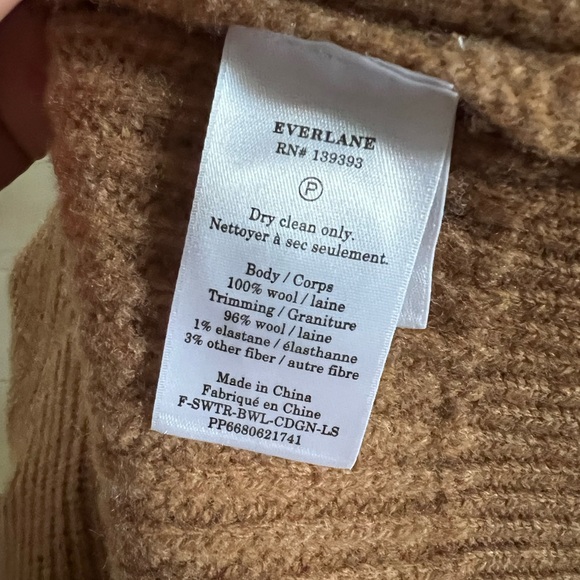 EVERLANE
RN# 139393
P
Dry clean only.
Nettoyer à sec seulement.
Body / Corps
100% wool / laine
Trimming / Graniture
96% wool / laine
1% elastane / élasthanne
3% other fiber / autre fibre
Made in China
Fabriqué en Chine
F-SWTR-BWL-CDGN-LS
PP6680621741